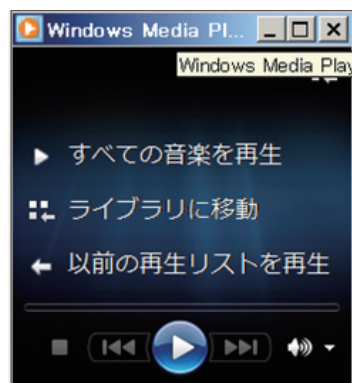 Windows Media Pl...
Windows Media Play
すべての音楽を再生
ライブラリに移動
以前の再生リストを再生